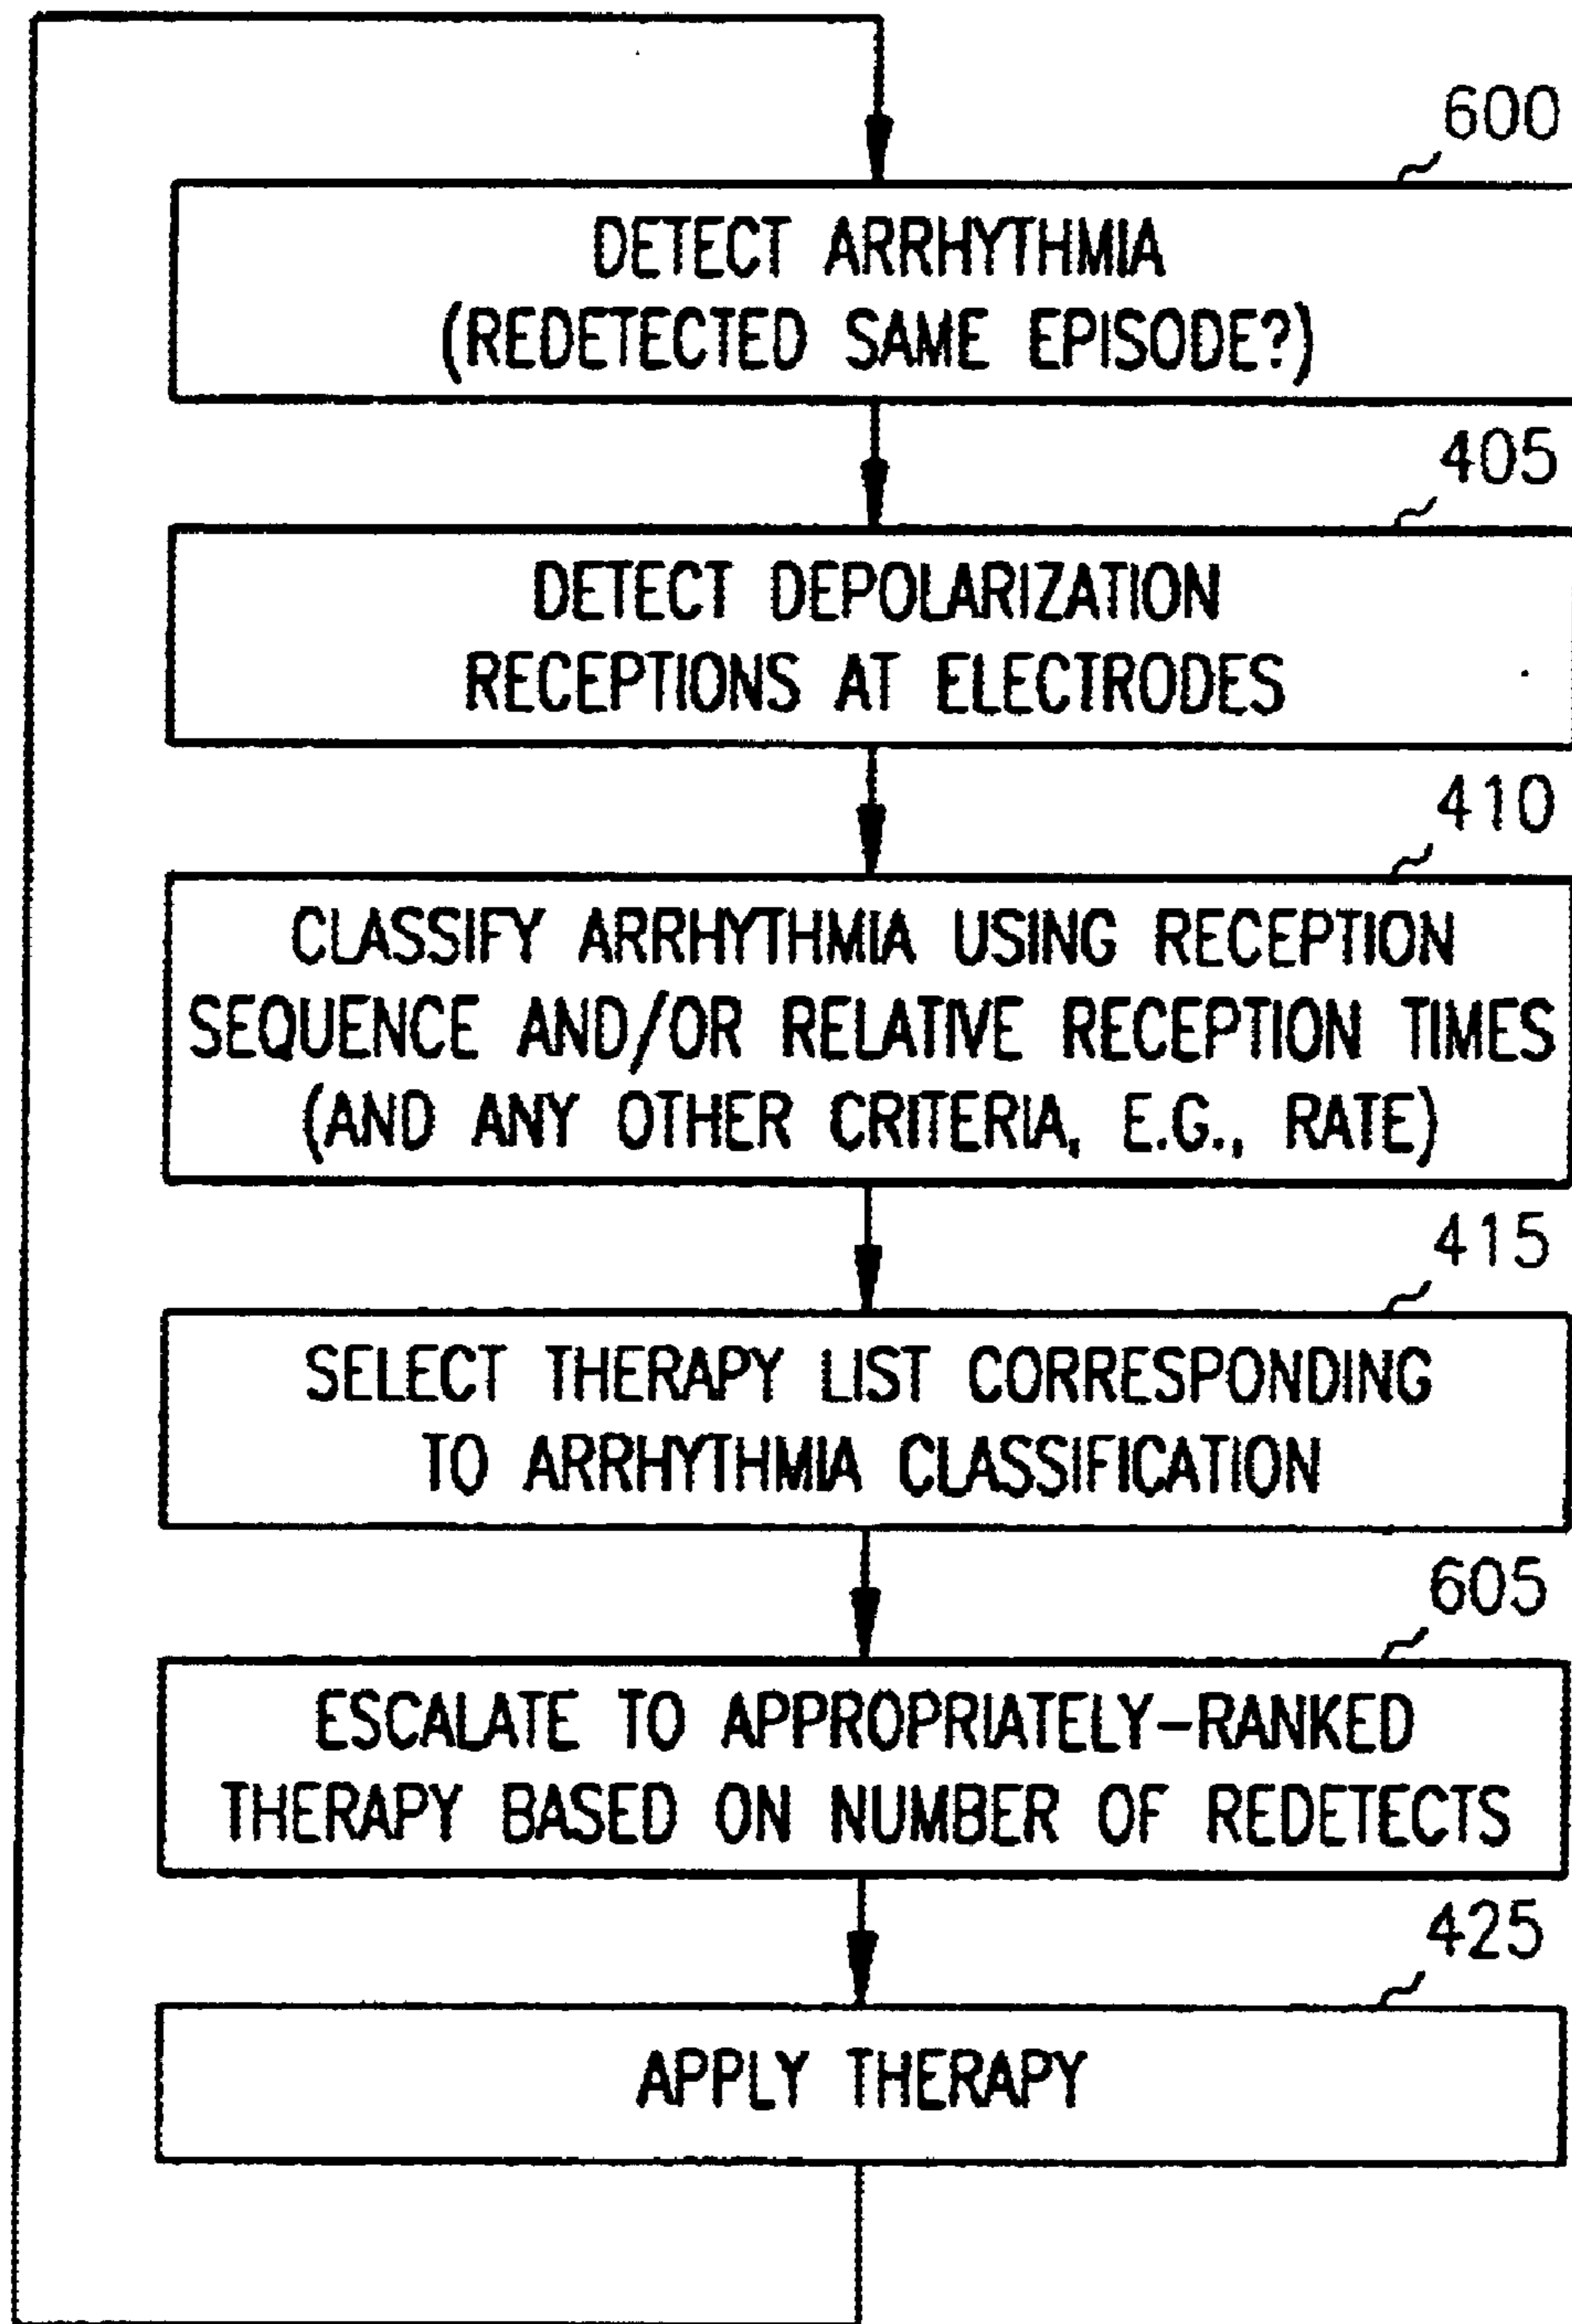 600
DETECT ARRHYTHMIA
(REDETECTED SAME EPISODE?)
405
DETECT DEPOLARIZATION
RECEPTIONS AT ELECTRODES
410
CLASSIFY ARRHYTHMIA USING RECEPTION
SEQUENCE AND/OR RELATIVE RECEPTION TIMES
(AND ANY OTHER CRITERIA, E.G., RATE)
415
SELECT THERAPY LIST CORRESPONDING
TO ARRHYTHMIA CLASSIFICATION
605
ESCALATE TO APPROPRIATELY-RANKED
THERAPY BASED ON NUMBER OF REDETECTS
425
APPLY THERAPY